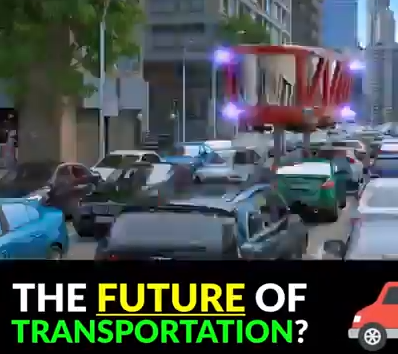 THE FUTURE OF
TRANSPORTATION?